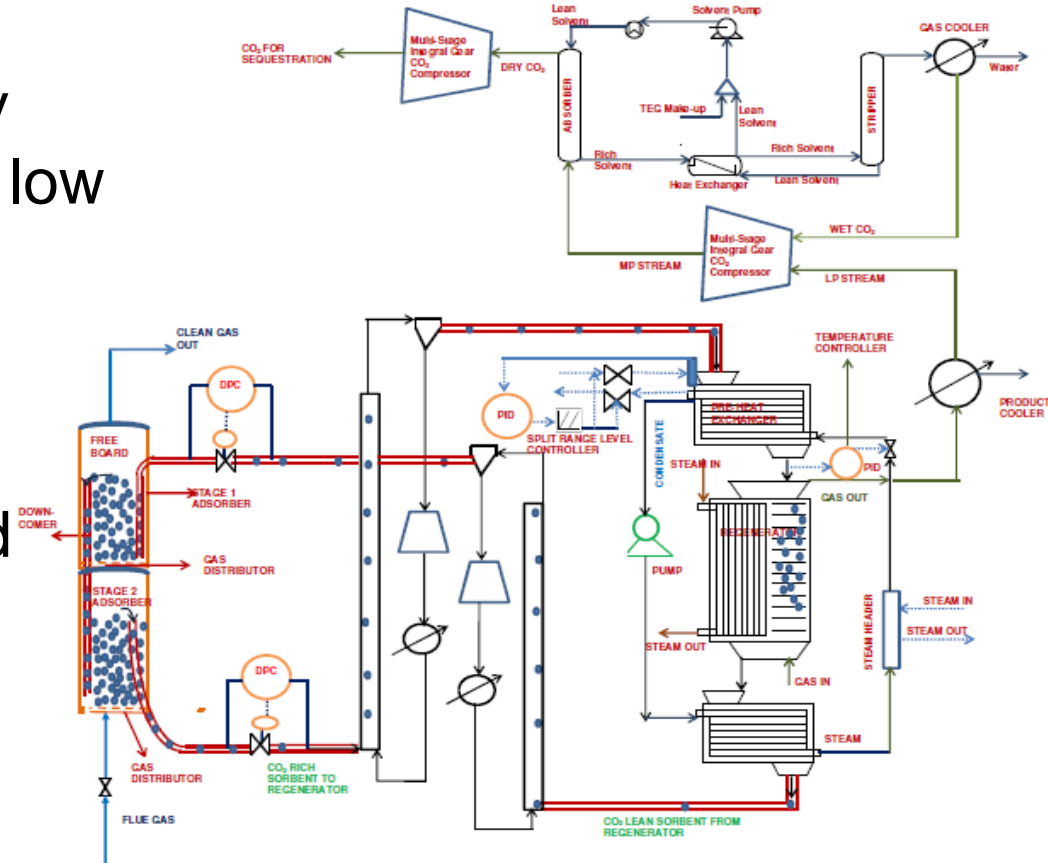 y
low
d
Lean
Solvent
Solvent Pump
GAS COOLER
Water
CO₂ FOR
SEQUESTRATION
Multi-Stage
Integral Gear
CO₂
Compressor
DRY CO₂
ABSORBER
TEG Make-up
Lean
Solvent
STRIPPER
Rich
Solvent
Rich Solvent
Heat Exchanger
Lean Solvent
WET CO₂
Multi-Stage
Integral Gear
CO₂
Compressor
MP STREAM
LP STREAM
CLEAN GAS
OUT
TEMPERATURE
CONTROLLER
DPC
PRODUCT
COOLER
PID
PRE-HEAT
EXCHANGER
SPLIT RANGE LEVEL
CONTROLLER
FREE
BOARD
STEAM IN
PID
CONDENSATE
GAS OUT
STAGE 1
ADSORBER
DOWN-
COMER
REGENERATOR
GAS
DISTRIBUTOR
PUMP
STAGE 2
ADSORBER
STEAM HEADER
STEAM IN
STEAM OUT
STEAM OUT
DPC
GAS IN
STEAM
GAS
DISTRIBUTOR
CO₂ RICH
SORBENT TO
REGENERATOR
FLUE GAS
CO₂ LEAN SORBENT FROM
REGENERATOR